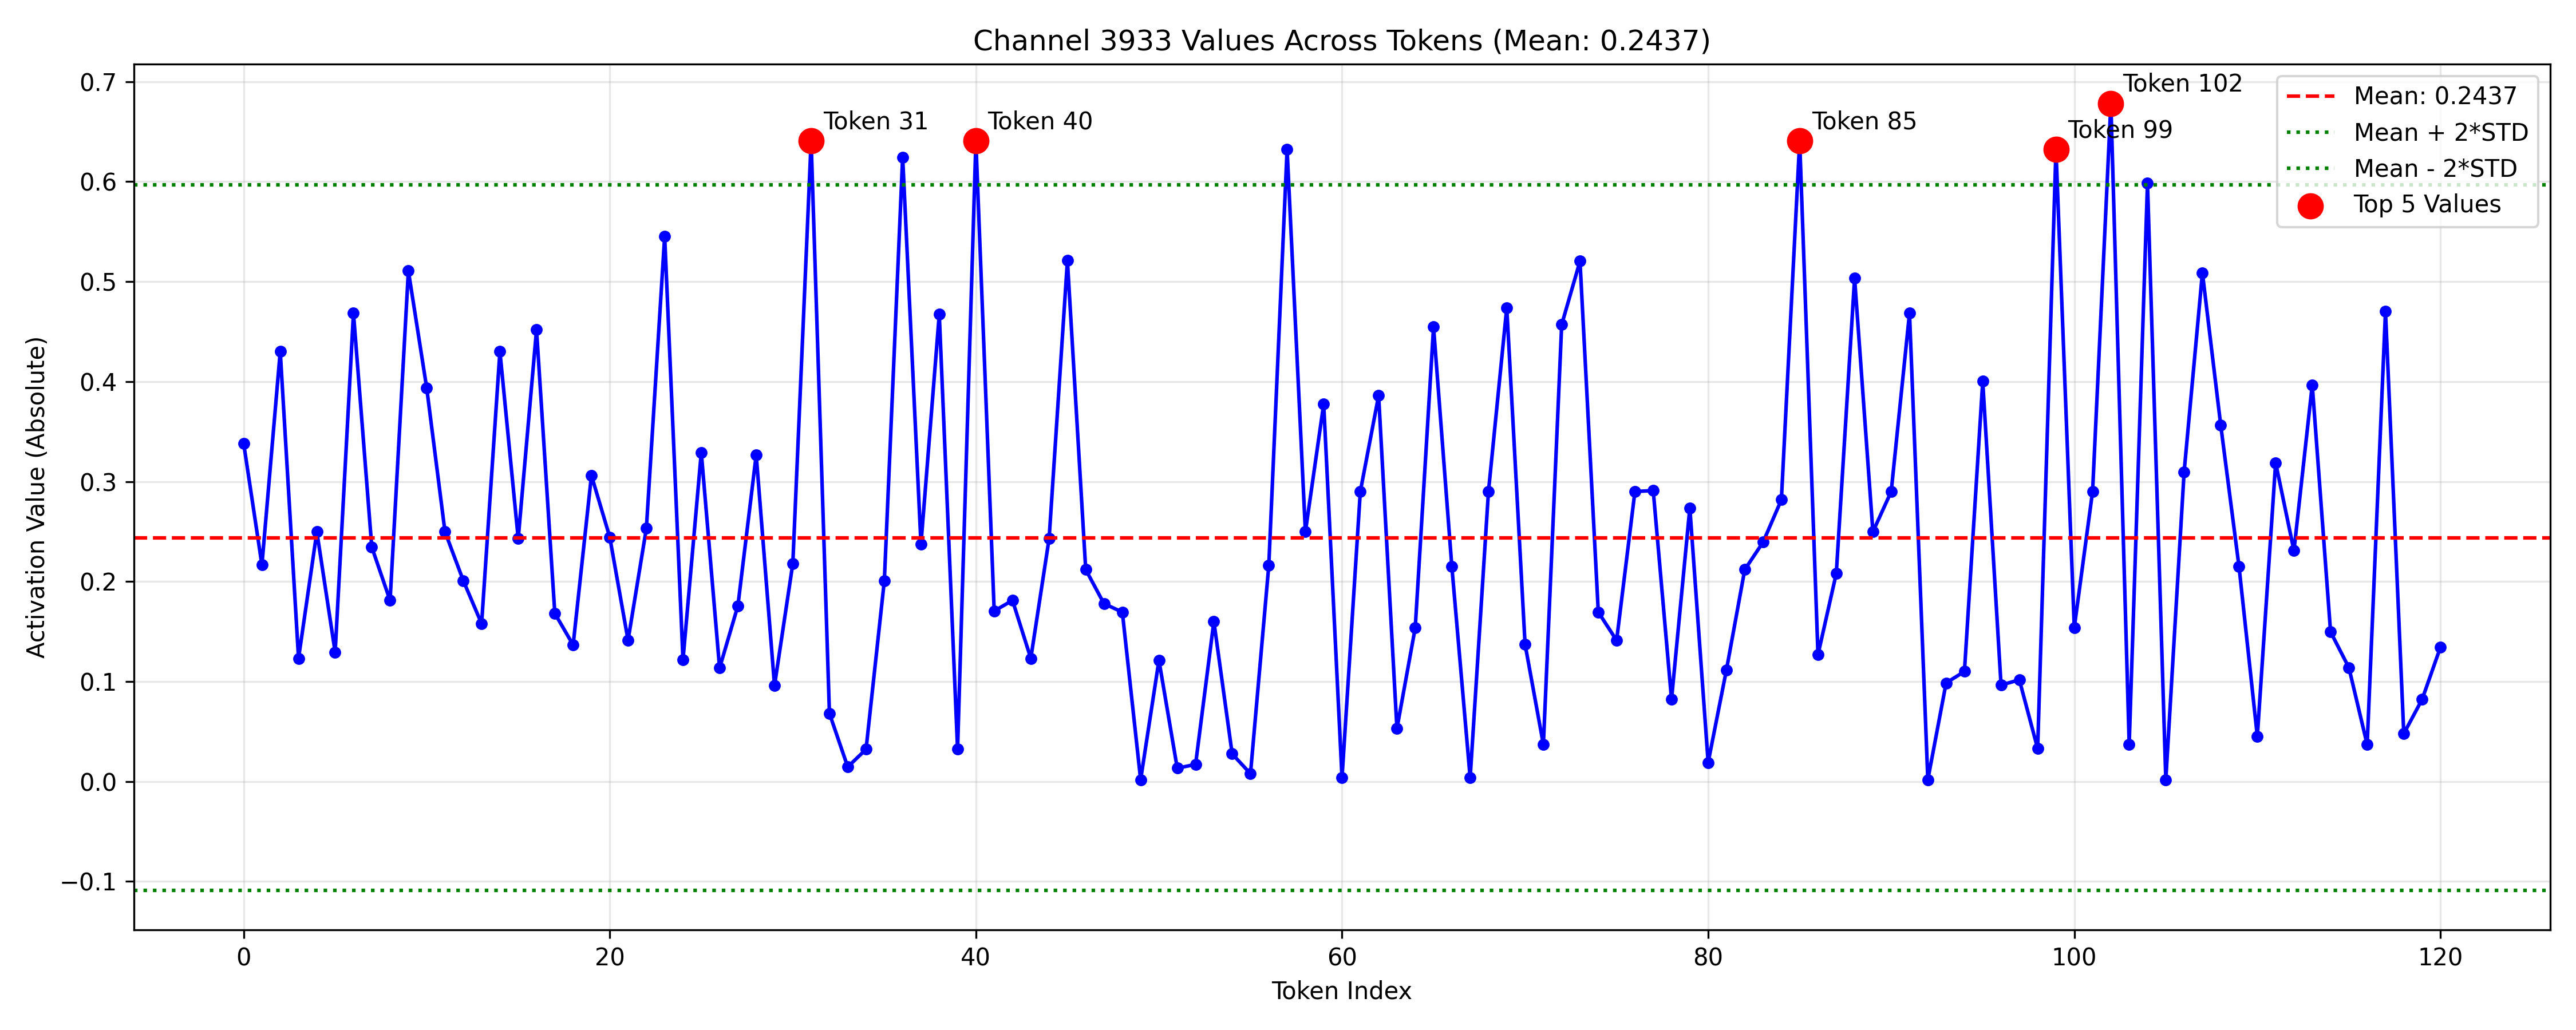 Channel 3933 Values Across Tokens (Mean: 0.2437)
Activation Value (Absolute)
0.7
0.6
0.5
0.4
0.3
0.2
0.1
0.0
−0.1
Token 31
Token 40
Token 85
Token 99
Token 102
Mean: 0.2437
Mean + 2*STD
Mean - 2*STD
Top 5 Values
0
20
40
60
80
100
120
Token Index